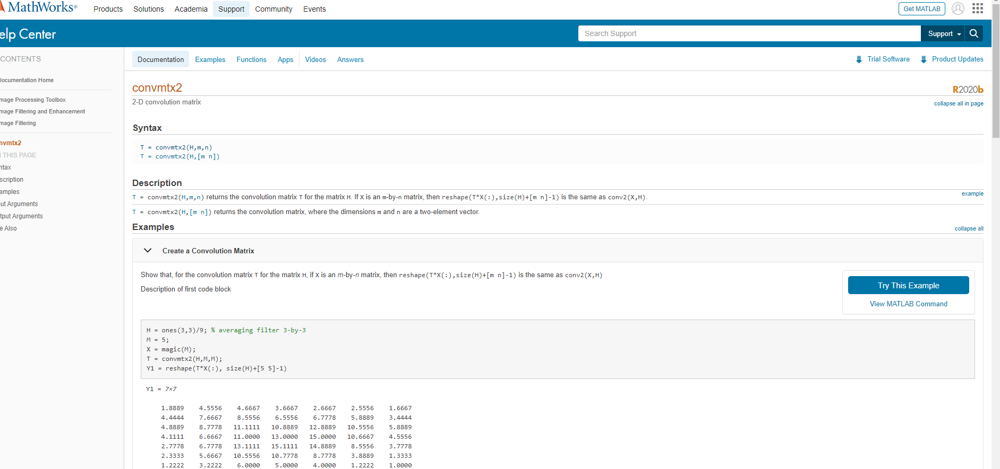 MathWorks®
Products Solutions Academia Support Community Events
Get MATLAB
elp Center
Search Support
Support
CONTENTS
Documentation Examples Functions Apps Videos Answers
Trial Software Product Updates
ocumentation Home
mage Processing Toolbox
mage Filtering and Enhancement
mage Filtering
nvmtx2
THIS PAGE
ntax
scription
amples
ut Arguments
tput Arguments
e Also
convmtx2
R2020b
2-D convolution matrix
collapse all in page
Syntax
T = convmtx2(H,m,n)
T = convmtx2(H,[m n])
Description
example
T = convmtx2(H,m,n) returns the convolution matrix T for the matrix H. If X is an m-by-n matrix, then reshape(T*X(:),size(H)+[m n]-1) is the same as conv2(X,H).
T = convmtx2(H,[m n]) returns the convolution matrix, where the dimensions m and n are a two-element vector.
Examples
collapse all
Create a Convolution Matrix
Show that, for the convolution matrix T for the matrix H, if X is an m-by-n matrix, then reshape(T*X(:),size(H)+[m n]-1) is the same as conv2(X,H)
Description of first code block
Try This Example
View MATLAB Command
H = ones(3,3)/9; % averaging filter 3-by-3
M = 5;
X = magic(M);
T = convmtx2(H,M,M);
Y1 = reshape(T*X(:), size(H)+[5 5]-1)
Y1 = 7×7
1.8889 4.5556 4.6667 3.6667 2.6667 2.5556 1.6667
4.4444 7.6667 8.5556 6.5556 6.7778 5.8889 3.4444
4.8889 8.7778 11.1111 10.8889 12.8889 10.5556 5.8889
4.1111 6.6667 11.0000 13.0000 15.0000 10.6667 4.5556
2.7778 6.7778 13.1111 15.1111 14.8889 8.5556 3.7778
2.3333 5.6667 10.5556 10.7778 8.7778 3.8889 1.3333
1.2222 3.2222 6.0000 5.0000 4.0000 1.2222 1.0000